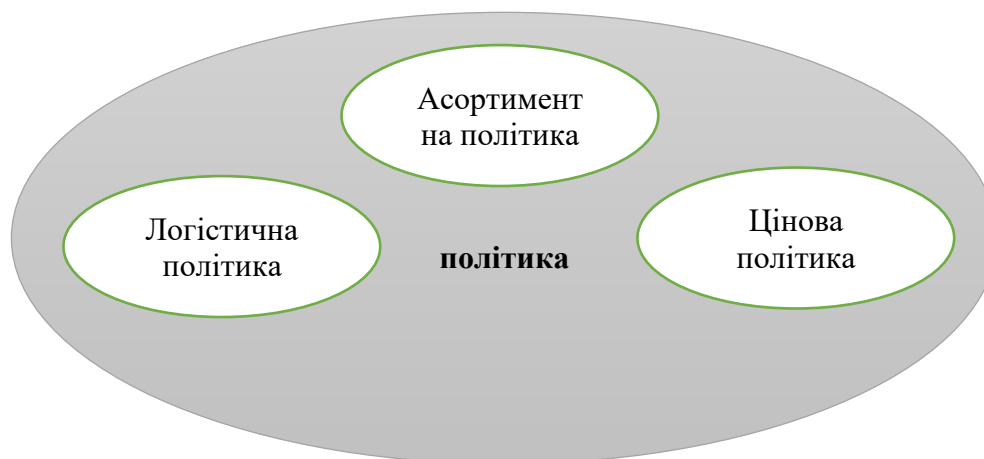 Асортимент
на політика
Логістична
політика
політика
Цінова
політика